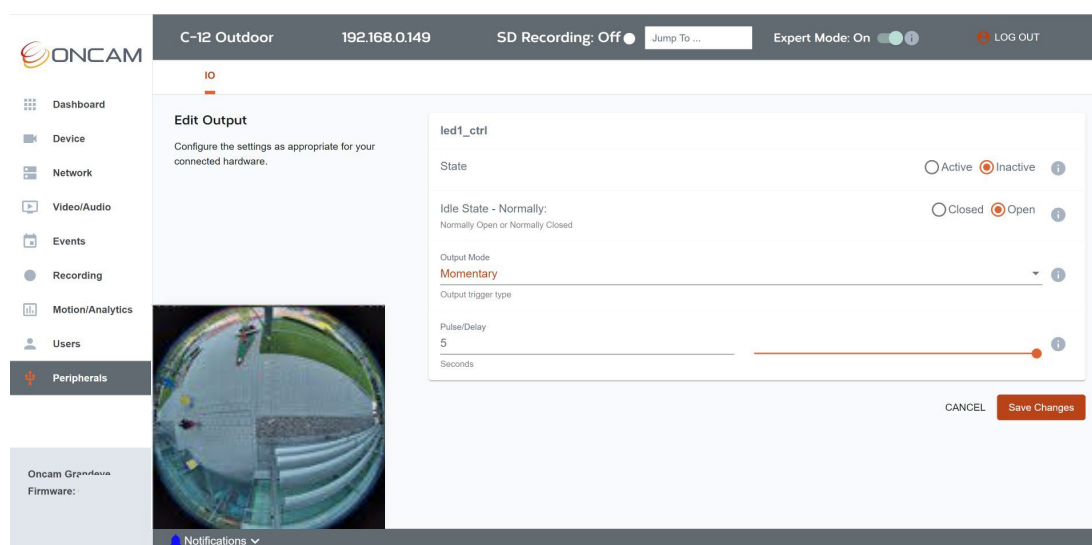 ONCAM
C-12 Outdoor
192.168.0.149
SD Recording: Off
Jump To ...
Expert Mode: On
LOG OUT
IO
Dashboard
Device
Network
Video/Audio
Events
Recording
Motion/Analytics
Users
Peripherals
Oncam Grandeye
Firmware:
Edit Output
Configure the settings as appropriate for your
connected hardware.
led1_ctrl
State
Active
Inactive
Idle State - Normally:
Normally Open or Normally Closed
Closed
Open
Output Mode
Momentary
Output trigger type
Pulse/Delay
5
Seconds
CANCEL
Save Changes
Notifications